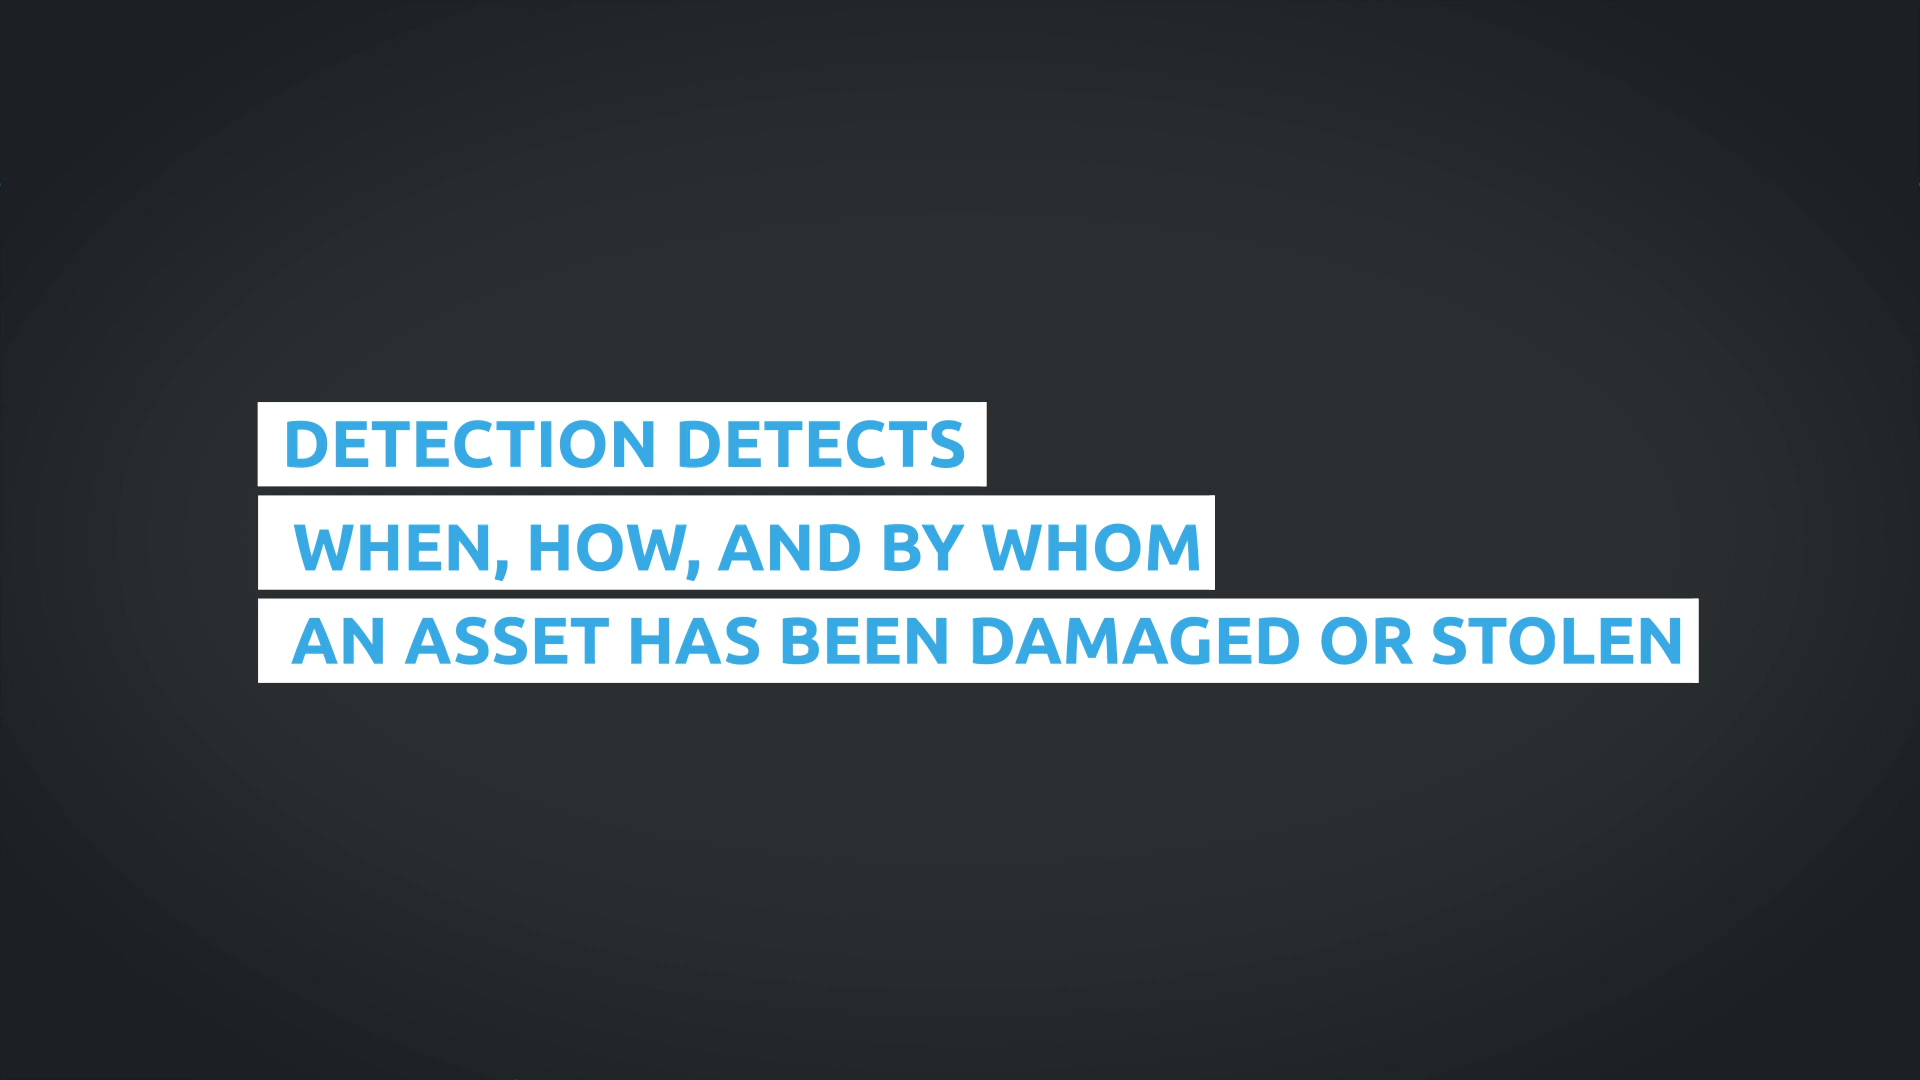 DETECTION DETECTS
WHEN, HOW, AND BY WHOM
AN ASSET HAS BEEN DAMAGED OR STOLEN